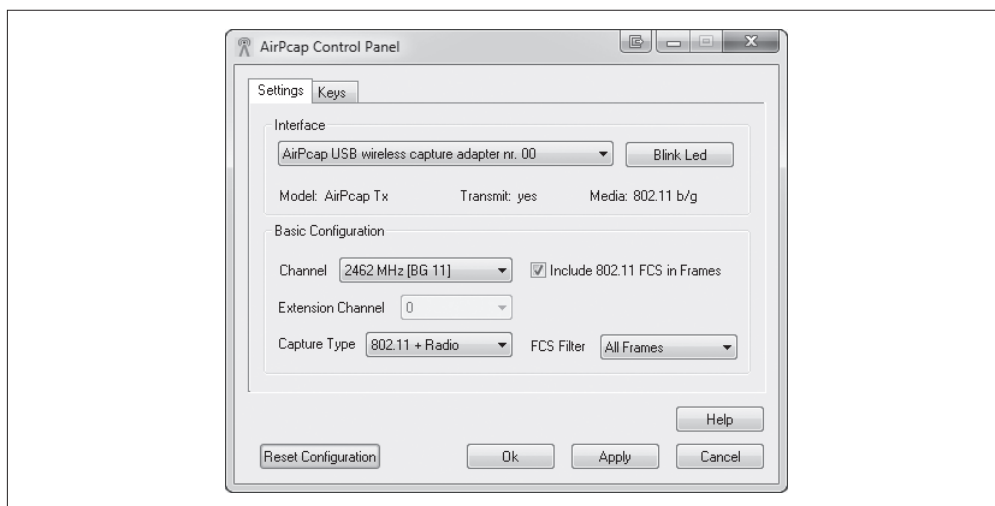 AirPcap Control Panel
Settings Keys
Interface
AirPcap USB wireless capture adapter nr. 00 Blink Led
Model: AirPcap Tx Transmit: yes Media: 802.11 b/g
Basic Configuration
Channel 2462 MHz [BG 11] Include 802.11 FCS in Frames
Extension Channel 0
Capture Type 802.11 + Radio FCS Filter All Frames
Help
Reset Configuration Ok Apply Cancel